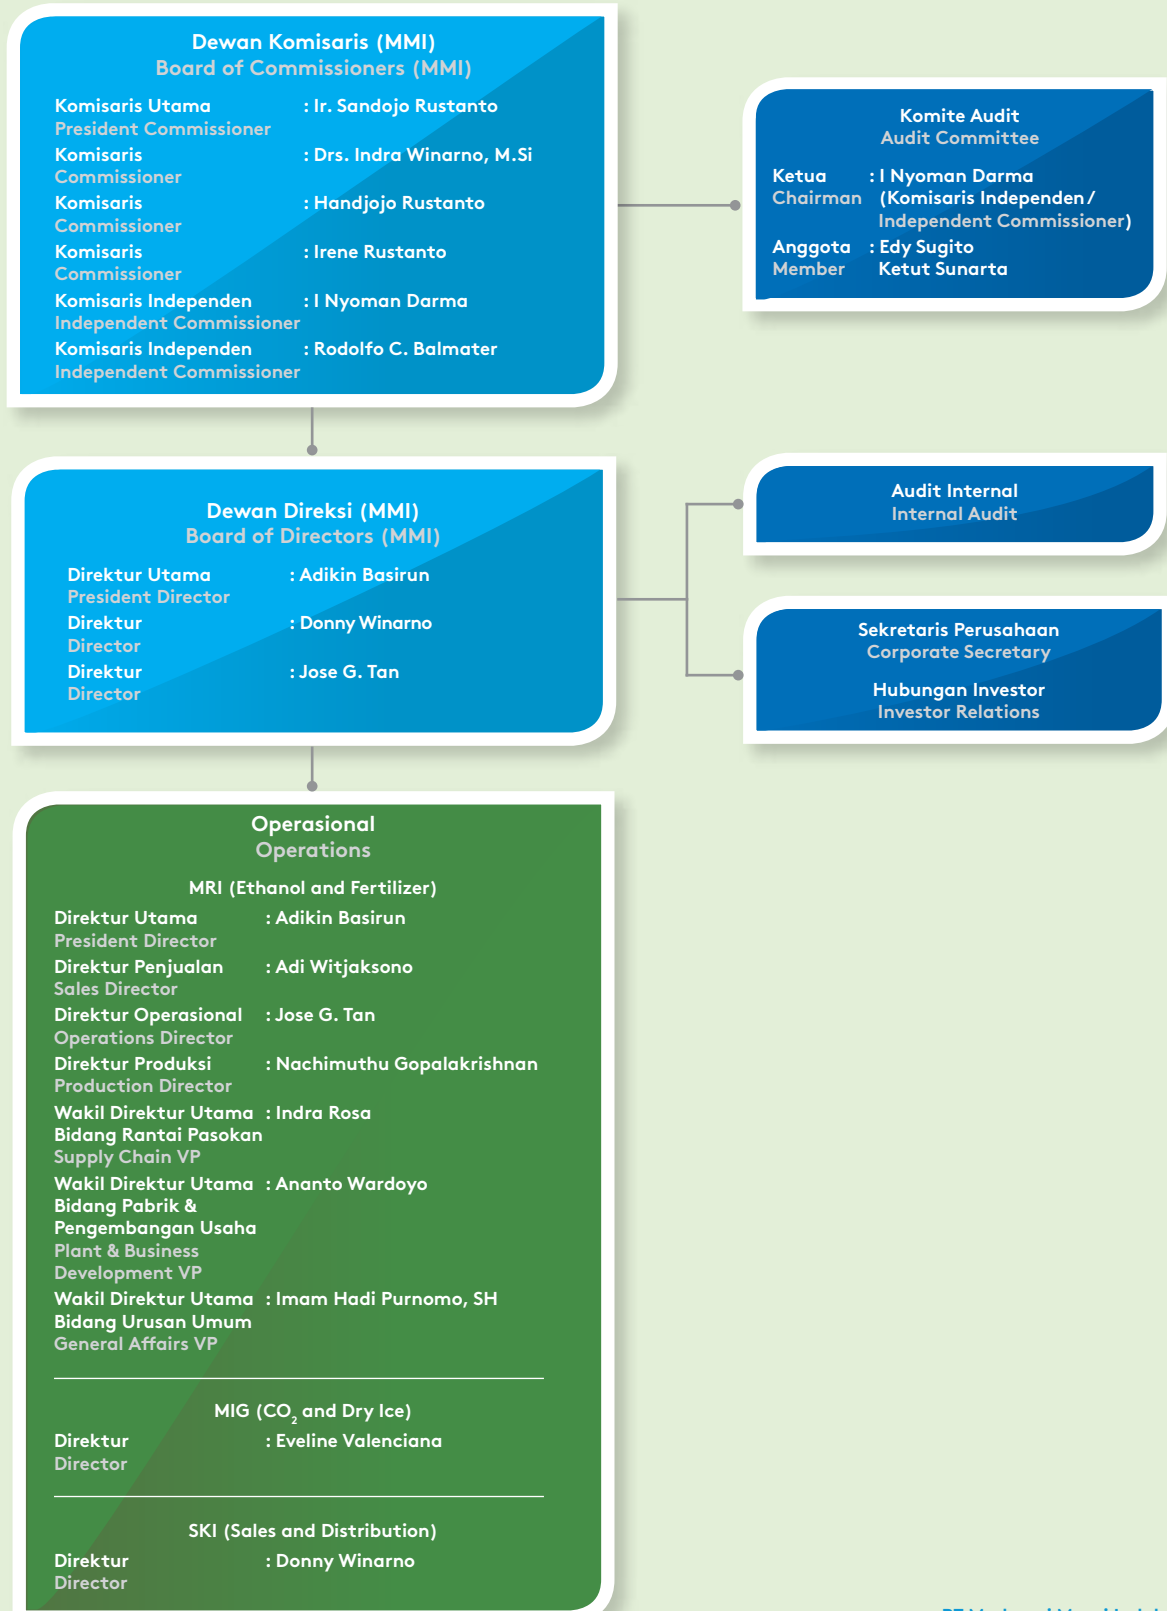 Dewan Komisaris (MMI)
Board of Commissioners (MMI)
Komisaris Utama : Ir. Sandojo Rustanto
President Commissioner
Komisaris : Drs. Indra Winarno, M.Si
Commissioner
Komisaris : Handjojo Rustanto
Commissioner
Komisaris : Irene Rustanto
Commissioner
Komisaris Independen : I Nyoman Darma
Independent Commissioner
Komisaris Independen : Rodolfo C. Balmater
Independent Commissioner
Komite Audit
Audit Committee
Ketua : I Nyoman Darma
Chairman (Komisaris Independen /
Independent Commissioner)
Anggota : Edy Sugito
Member Ketut Sunarta
Dewan Direksi (MMI)
Board of Directors (MMI)
Direktur Utama : Adikin Basirun
President Director
Direktur : Donny Winarno
Director
Direktur : Jose G. Tan
Director
Audit Internal
Internal Audit
Sekretaris Perusahaan
Corporate Secretary
Hubungan Investor
Investor Relations
Operasional
Operations
MRI (Ethanol and Fertilizer)
Direktur Utama : Adikin Basirun
President Director
Direktur Penjualan : Adi Witjaksono
Sales Director
Direktur Operasional : Jose G. Tan
Operations Director
Direktur Produksi : Nachimuthu Gopalakrishnan
Production Director
Wakil Direktur Utama : Indra Rosa
Bidang Rantai Pasokan
Supply Chain VP
Wakil Direktur Utama : Ananto Wardoyo
Bidang Pabrik &
Pengembangan Usaha
Plant & Business
Development VP
Wakil Direktur Utama : Imam Hadi Purnomo, SH
Bidang Urusan Umum
General Affairs VP
MIG (CO₂ and Dry Ice)
Direktur : Eveline Valenciana
Director
SKI (Sales and Distribution)
Direktur : Donny Winarno
Director